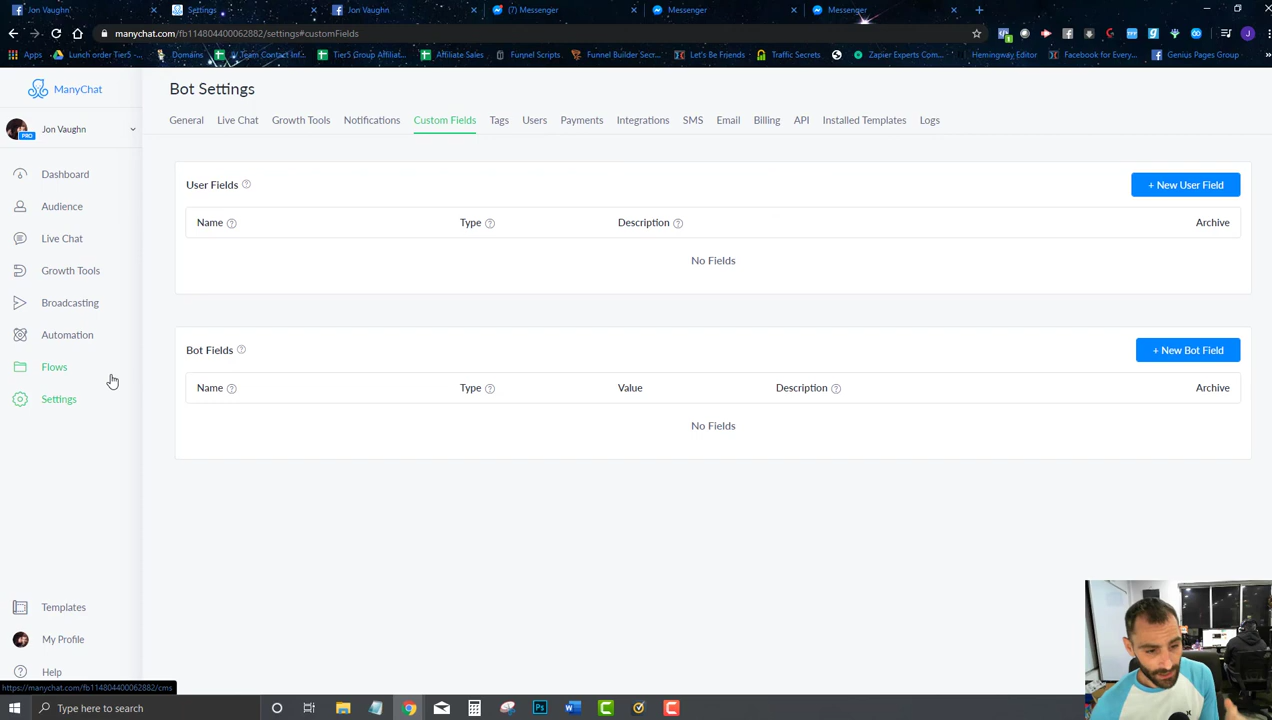 Jon Vaughn
Settings
Jon Vaughn
(7) Messenger
Messenger
Messenger
manychat.com/fb114804400062882/settings#customFields
Apps
Lunch order Tier5 -...
Domains
Tier5 Group Affiliat...
Affiliate Sales
Funnel Scripts
Funnel Builder Secr...
Let's Be Friends
Traffic Secrets
Zapier Experts Com...
Hemingway Editor
Facebook for Every...
Genius Pages Group
ManyChat
Bot Settings
Jon Vaughn
PRO
General
Live Chat
Growth Tools
Notifications
Custom Fields
Tags
Users
Payments
Integrations
SMS
Email
Billing
API
Installed Templates
Logs
Dashboard
Audience
Live Chat
Growth Tools
Broadcasting
Automation
Flows
Settings
User Fields
+ New User Field
Name
Type
Description
Archive
No Fields
Bot Fields
+ New Bot Field
Name
Type
Value
Description
Archive
No Fields
Templates
My Profile
Help
https://manychat.com/fb114804400062882/cms
Type here to search